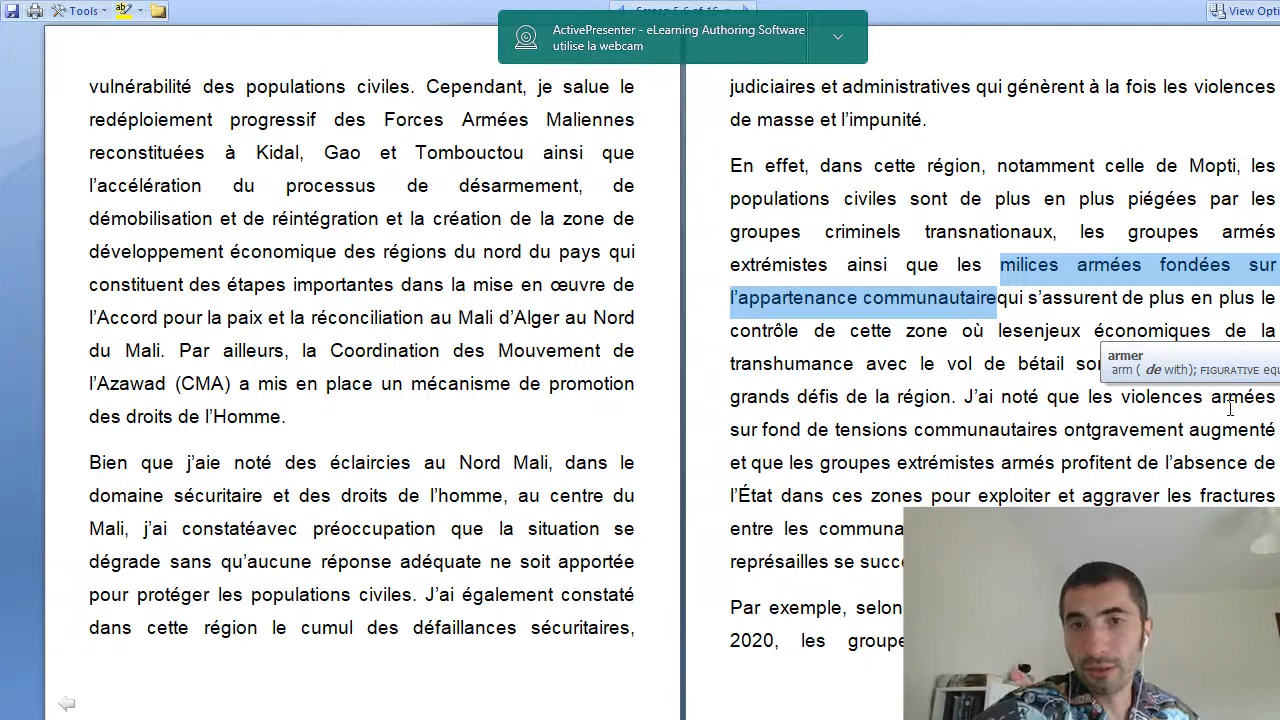 Tools
Screen 5-6 of 16
View Opti
ActivePresenter - eLearning Authoring Software
utilise la webcam
vulnérabilité des populations civiles. Cependant, je salue le
redéploiement progressif des Forces Armées Maliennes
reconstituées à Kidal, Gao et Tombouctou ainsi que
l’accélération du processus de désarmement, de
démobilisation et de réintégration et la création de la zone de
développement économique des régions du nord du pays qui
constituent des étapes importantes dans la mise en œuvre de
l’Accord pour la paix et la réconciliation au Mali d’Alger au Nord
du Mali. Par ailleurs, la Coordination des Mouvement de
l’Azawad (CMA) a mis en place un mécanisme de promotion
des droits de l’Homme.
Bien que j’aie noté des éclaircies au Nord Mali, dans le
domaine sécuritaire et des droits de l’homme, au centre du
Mali, j’ai constatéavec préoccupation que la situation se
dégrade sans qu’aucune réponse adéquate ne soit apportée
pour protéger les populations civiles. J’ai également constaté
dans cette région le cumul des défaillances sécuritaires,
judiciaires et administratives qui génèrent à la fois les violences
de masse et l’impunité.
En effet, dans cette région, notamment celle de Mopti, les
populations civiles sont de plus en plus piégées par les
groupes criminels transnationaux, les groupes armés
extrémistes ainsi que les milices armées fondées sur
l’appartenance communautairequi s’assurent de plus en plus le
contrôle de cette zone où lesenjeux économiques de la
transhumance avec le vol de bétail
armer
arm ( de with); FIGURATIVE equ
grands défis de la région. J’ai noté que les violences armées
sur fond de tensions communautaires ontgravement augmenté
et que les groupes extrémistes armés profitent de l’absence de
l’État dans ces zones pour exploiter et aggraver les fractures
entre les communa
représailles se succ
Par exemple, selon
2020, les groupe